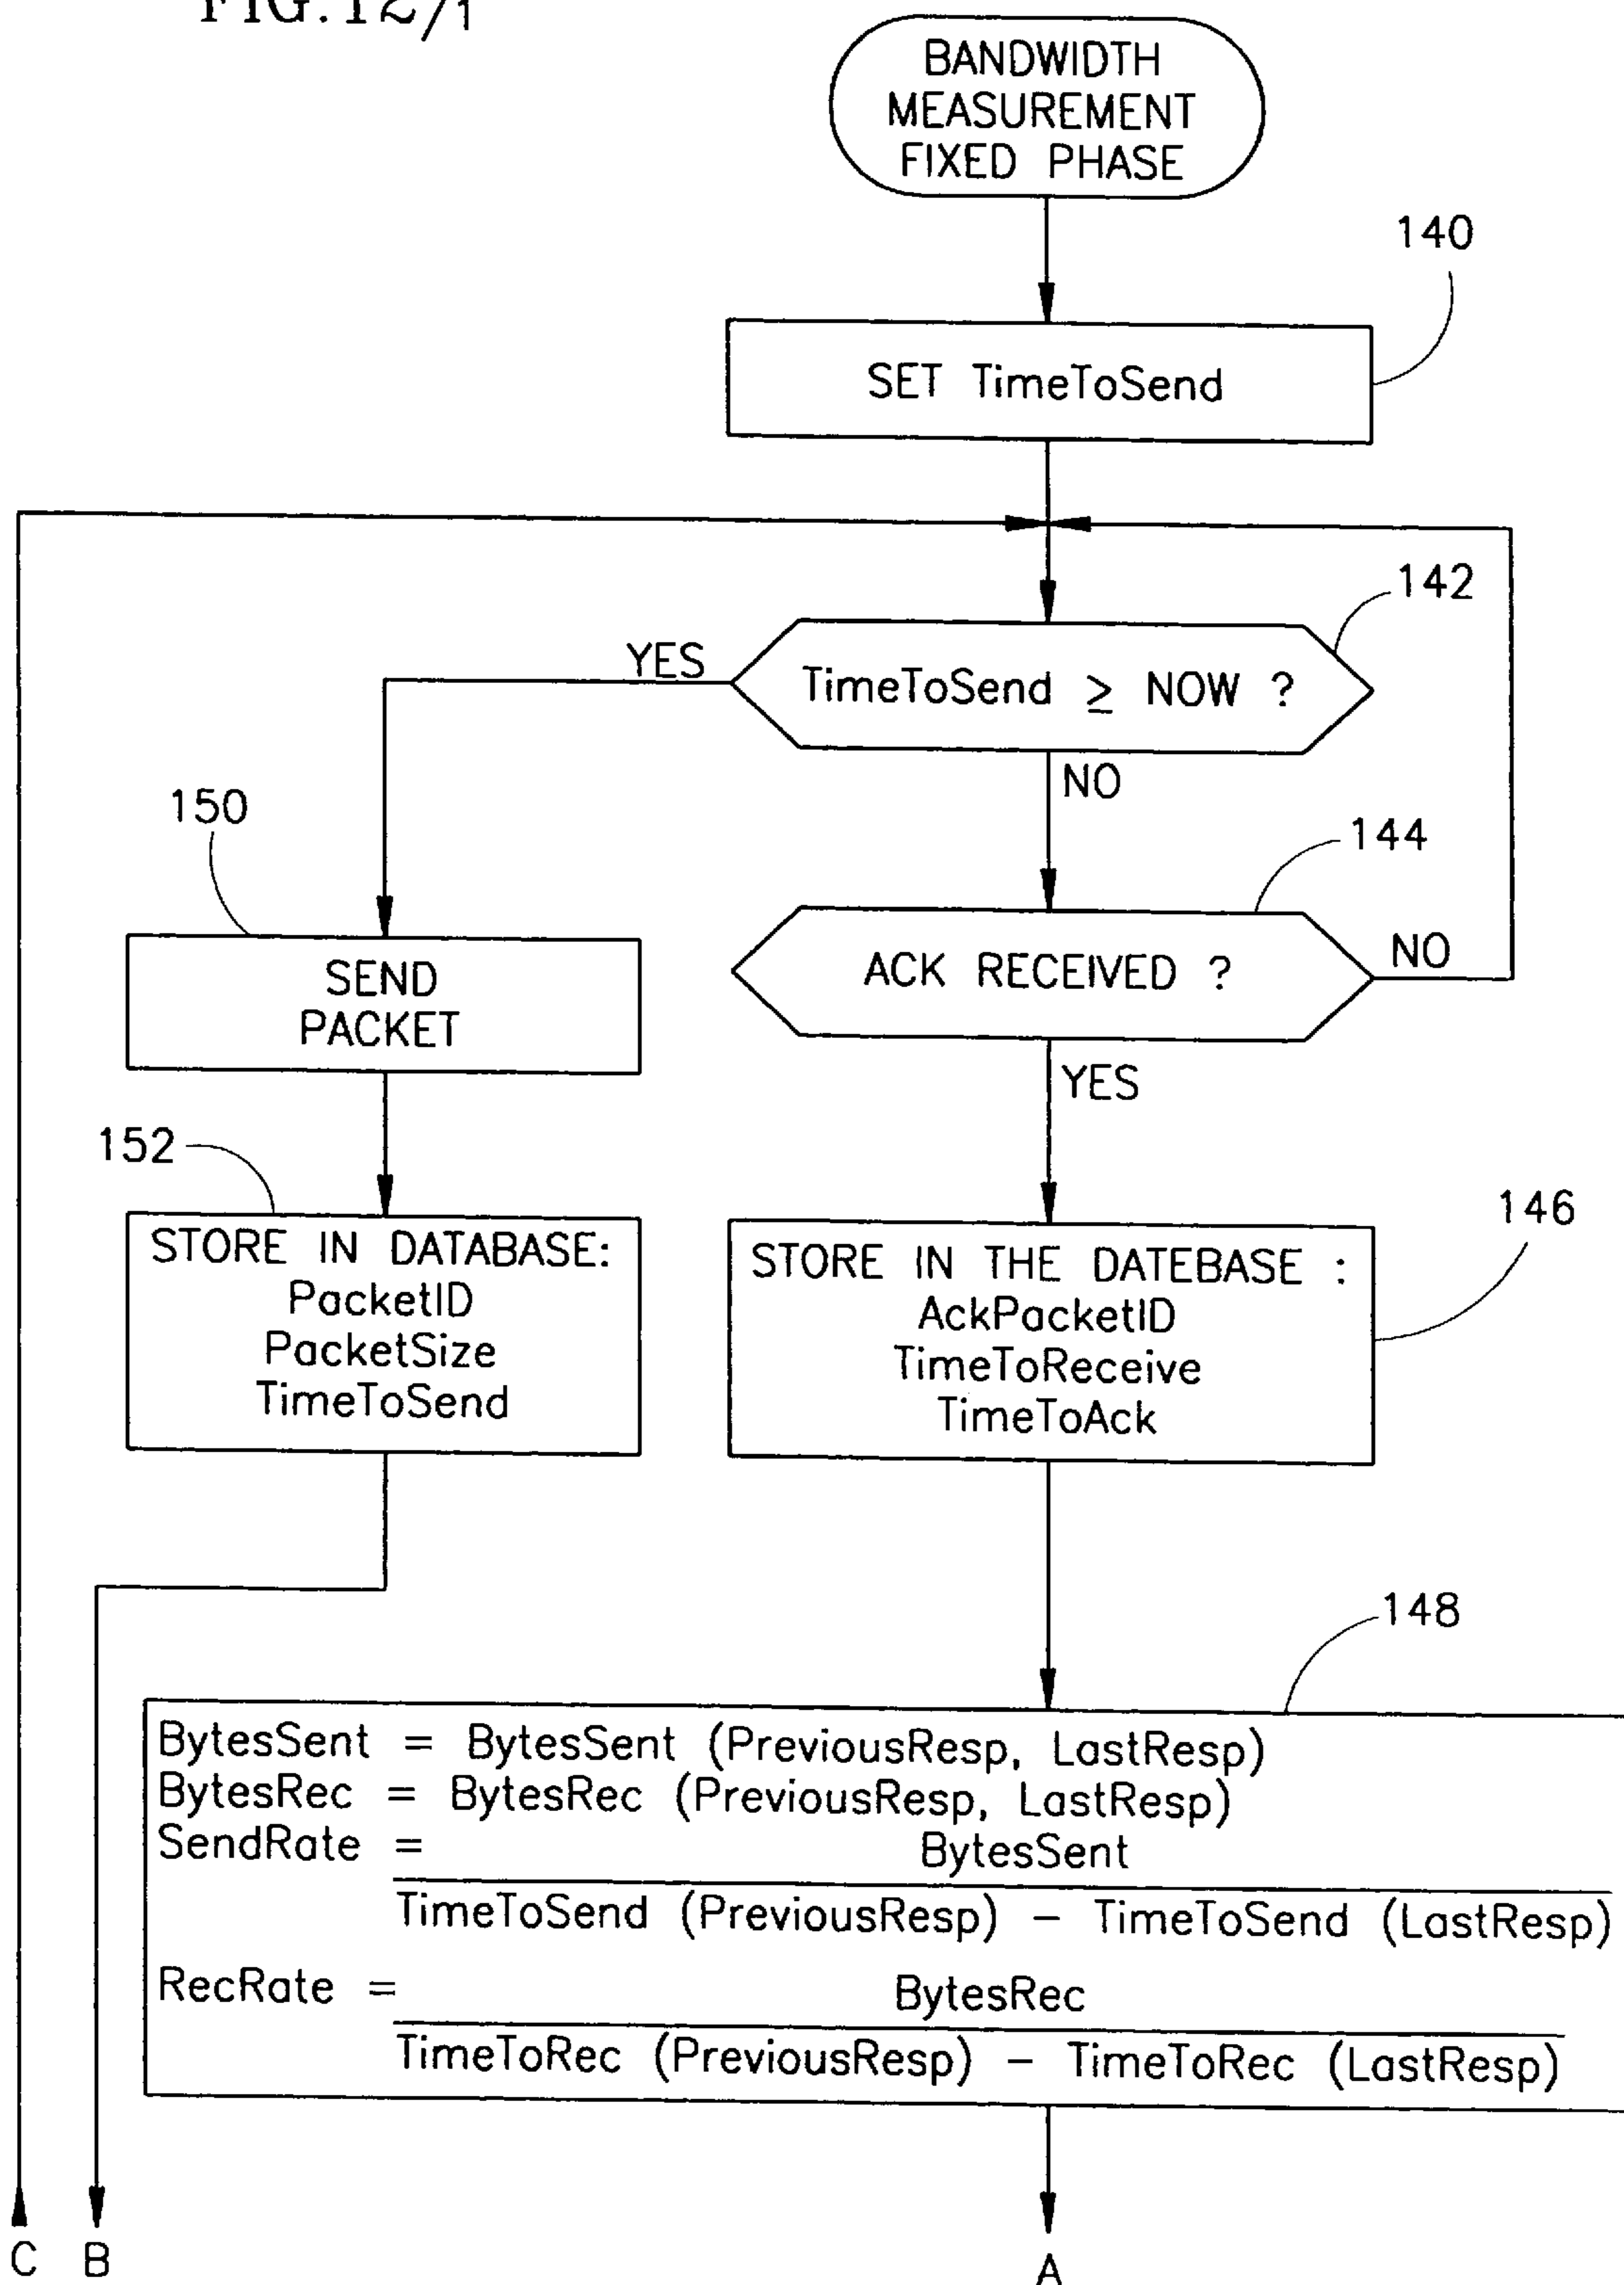 FIG.12/1
BANDWIDTH
MEASUREMENT
FIXED PHASE
140
SET TimeToSend
142
YES
TimeToSend ≥ NOW ?
NO
150
144
SEND
PACKET
ACK RECEIVED ?
NO
YES
152
146
STORE IN DATABASE:
PacketID
PacketSize
TimeToSend
STORE IN THE DATEBASE :
AckPacketID
TimeToReceive
TimeToAck
148
BytesSent = BytesSent (PreviousResp, LastResp)
BytesRec = BytesRec (PreviousResp, LastResp)
SendRate = BytesSent
TimeToSend (PreviousResp) - TimeToSend (LastResp)
RecRate = BytesRec
TimeToRec (PreviousResp) - TimeToRec (LastResp)
C B A